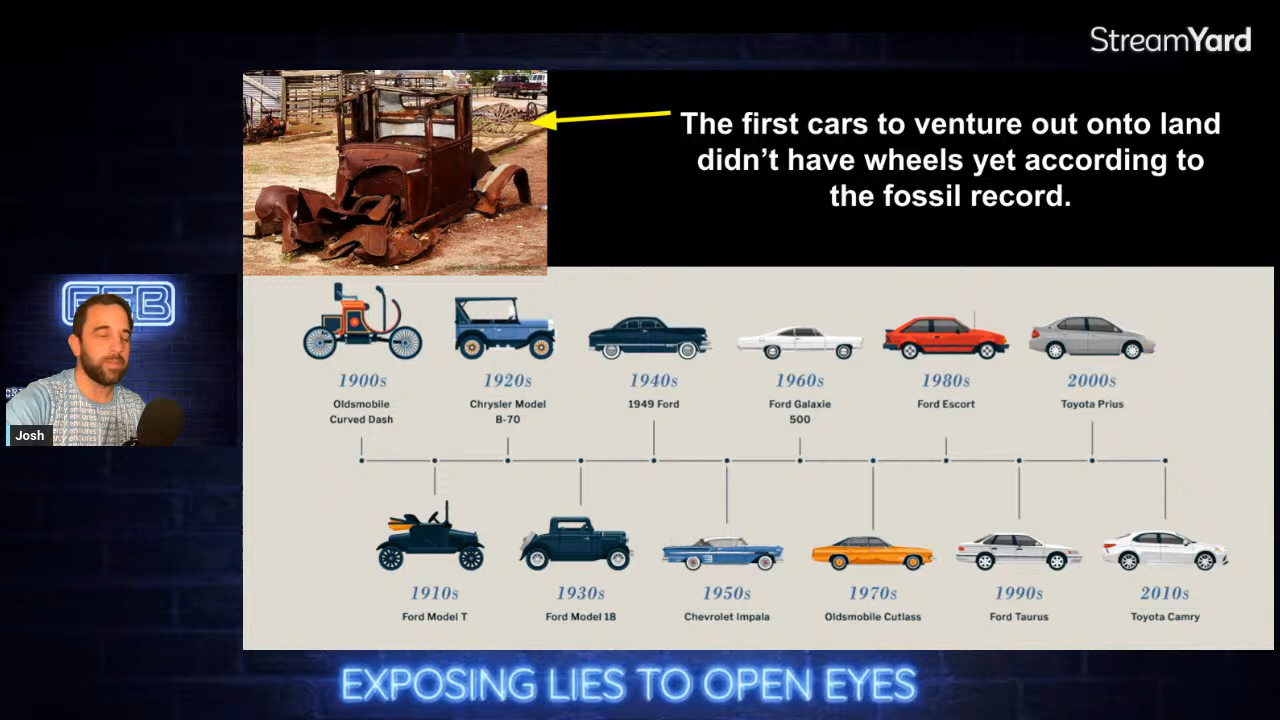 StreamYard
The first cars to venture out onto land
didn't have wheels yet according to
the fossil record.
Josh
1900s
Oldsmobile
Curved Dash
1920s
Chrysler Model
B-70
1940s
1949 Ford
1960s
Ford Galaxie
500
1980s
Ford Escort
2000s
Toyota Prius
1910s
Ford Model T
1930s
Ford Model 18
1950s
Chevrolet Impala
1970s
Oldsmobile Cutlass
1990s
Ford Taurus
2010s
Toyota Camry
EXPOSING LIES TO OPEN EYES